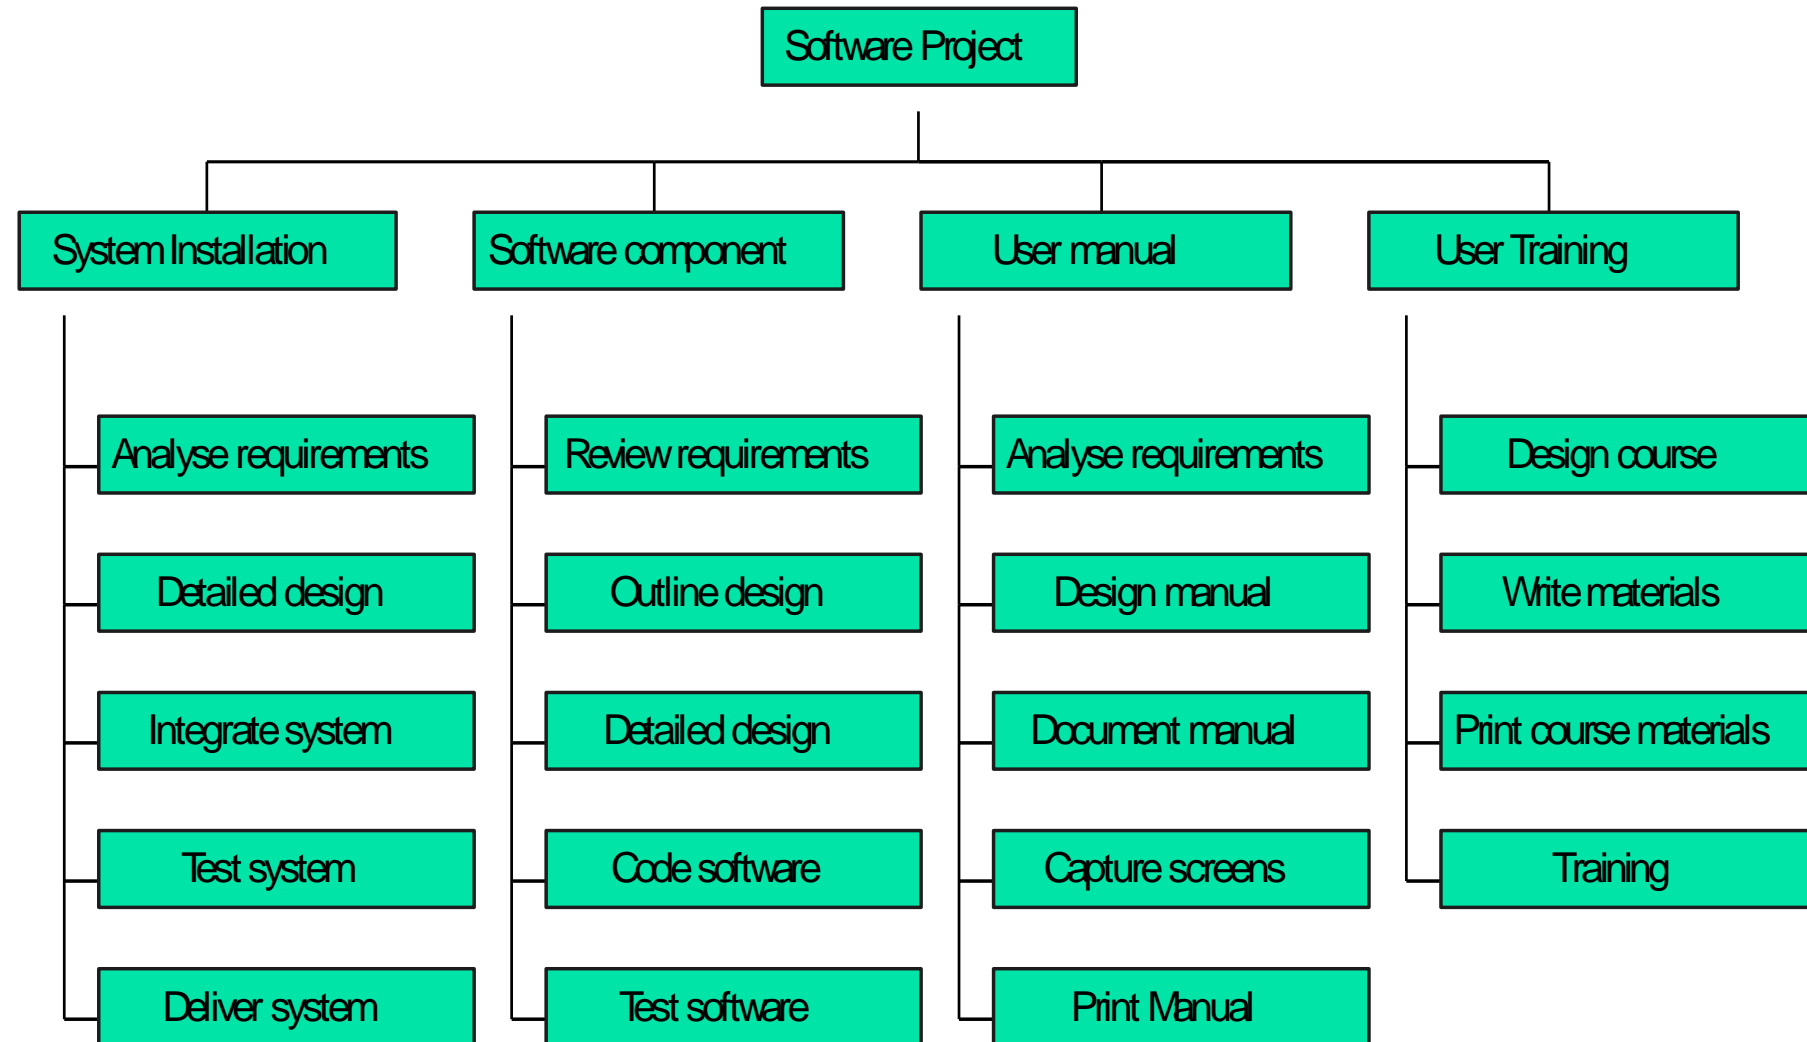 Software Project
System Installation
Software component
User manual
User Training
Analyse requirements
Review requirements
Analyse requirements
Design course
Detailed design
Outline design
Design manual
Write materials
Integrate system
Detailed design
Document manual
Print course materials
Test system
Code software
Capture screens
Training
Deliver system
Test software
Print Manual